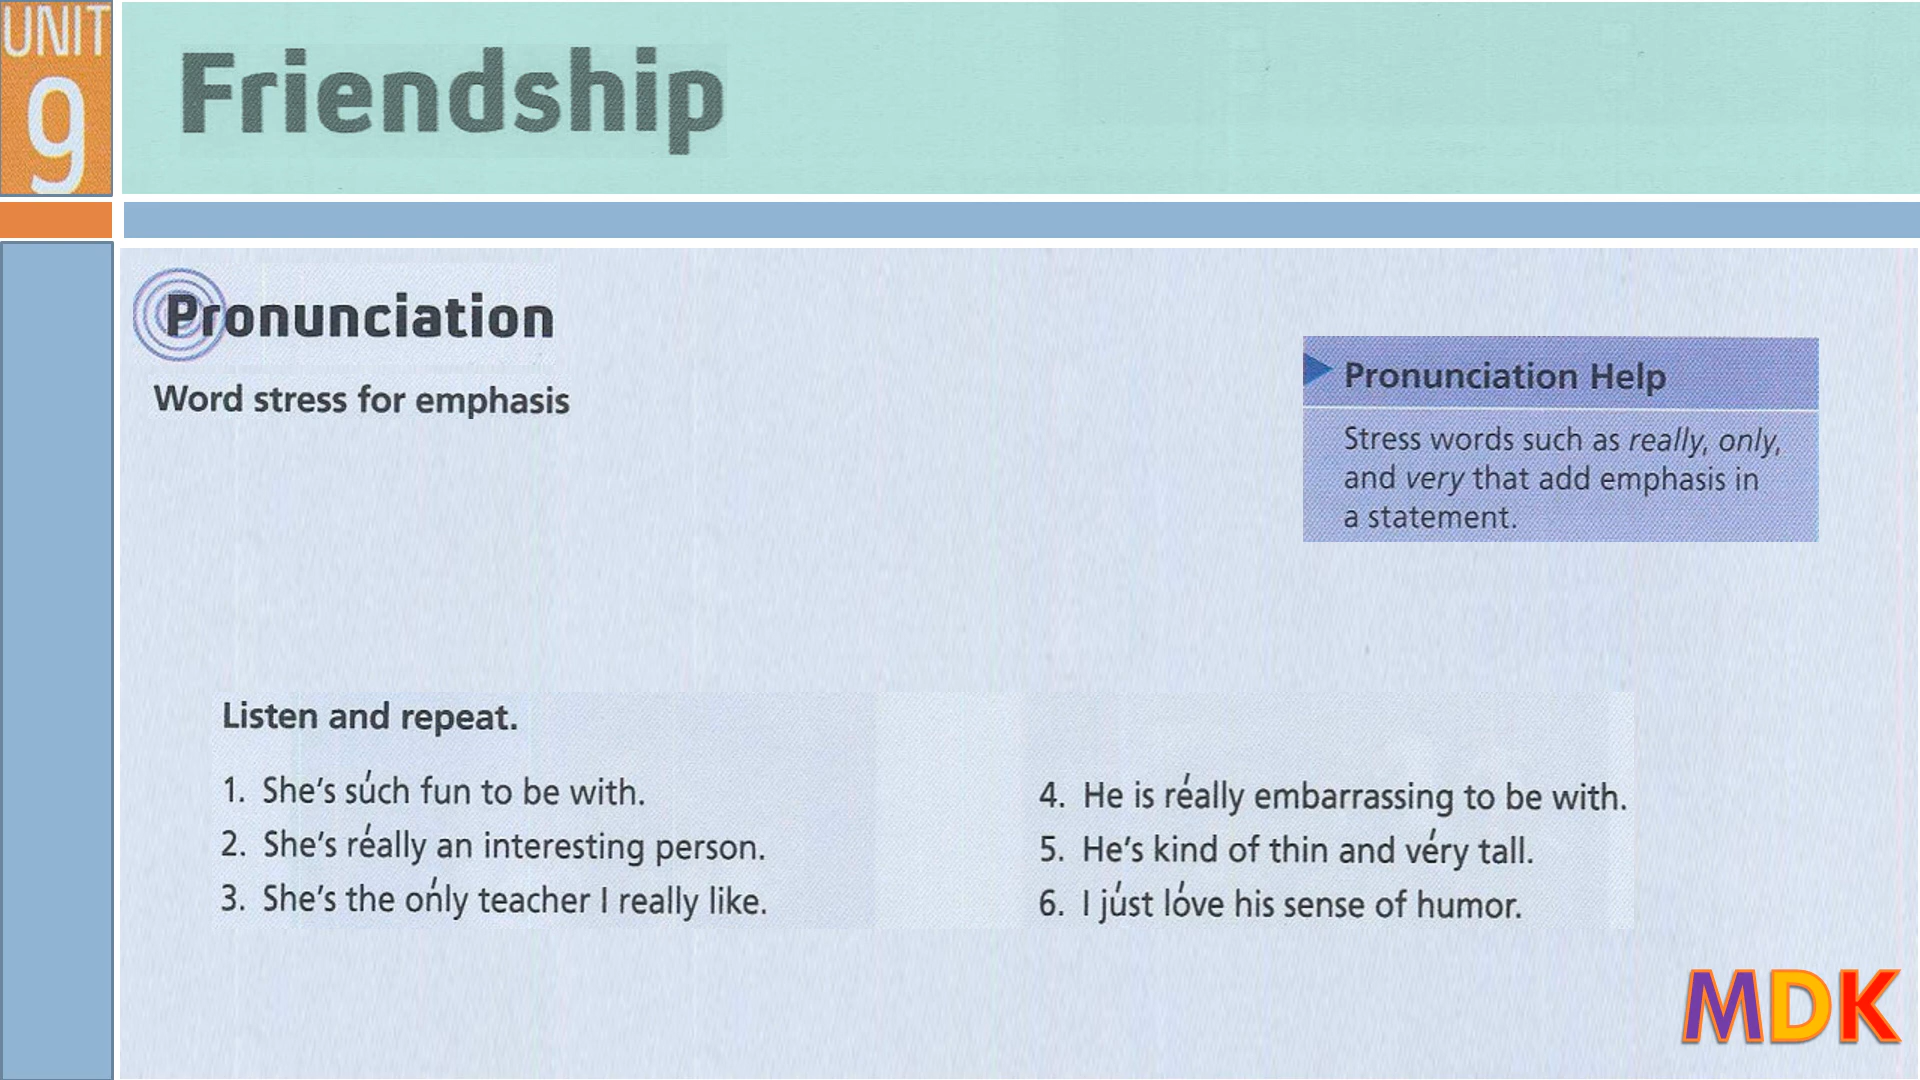 UNIT
9
Friendship
Pronunciation
Word stress for emphasis
Pronunciation Help
Stress words such as really, only,
and very that add emphasis in
a statement.
Listen and repeat.
1. She's súch fun to be with.
2. She's réally an interesting person.
3. She's the ońly teacher I really like.
4. He is réally embarrassing to be with.
5. He's kind of thin and véry tall.
6. I júst lóve his sense of humor.
MDK